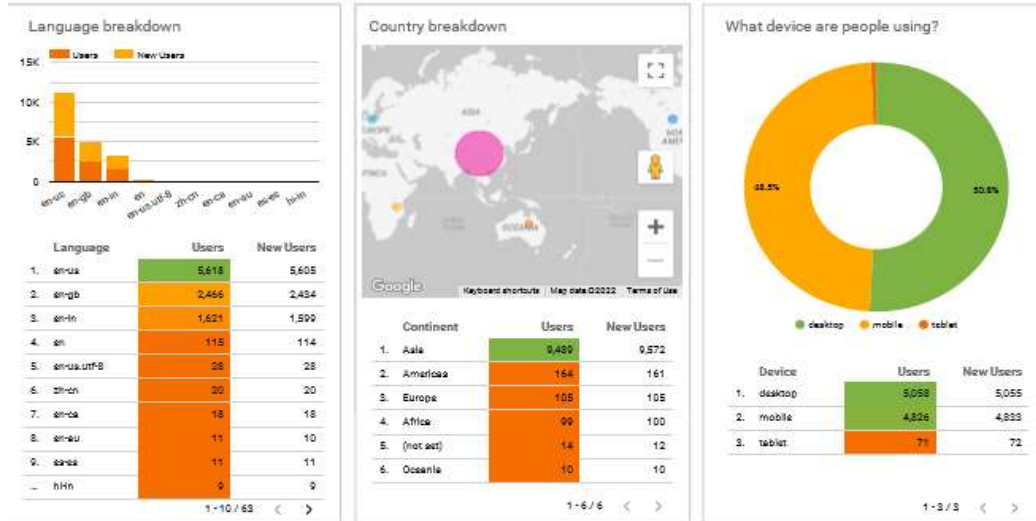 Language breakdown
Users New Users
15K
10K
5K
0
en-us en-gb en-in en en-us.utf-8 zh-cn en-ca en-au es-es hi-in
Language Users New Users
1. en-us 5,618 5,605
2. en-gb 2,466 2,434
3. en-in 1,621 1,599
4. en 115 114
5. en-us.utf-8 28 28
6. zh-cn 20 20
7. en-ca 18 18
8. en-au 11 10
9. es-es 11 11
... hi-in 9 9
1-10/63
Country breakdown
ASIA
EUROPE
AFRICA
OCEANIA
Google
Keyboard shortcuts Map data ©2022 Terms of Use
Continent Users New Users
1. Asia 9,489 9,572
2. Americas 164 161
3. Europe 105 105
4. Africa 99 100
5. (not set) 14 12
6. Oceania 10 10
1-6/6
What device are people using?
48.5% 50.8%
desktop mobile tablet
Device Users New Users
1. desktop 5,058 5,055
2. mobile 4,826 4,833
3. tablet 71 72
1-3/3